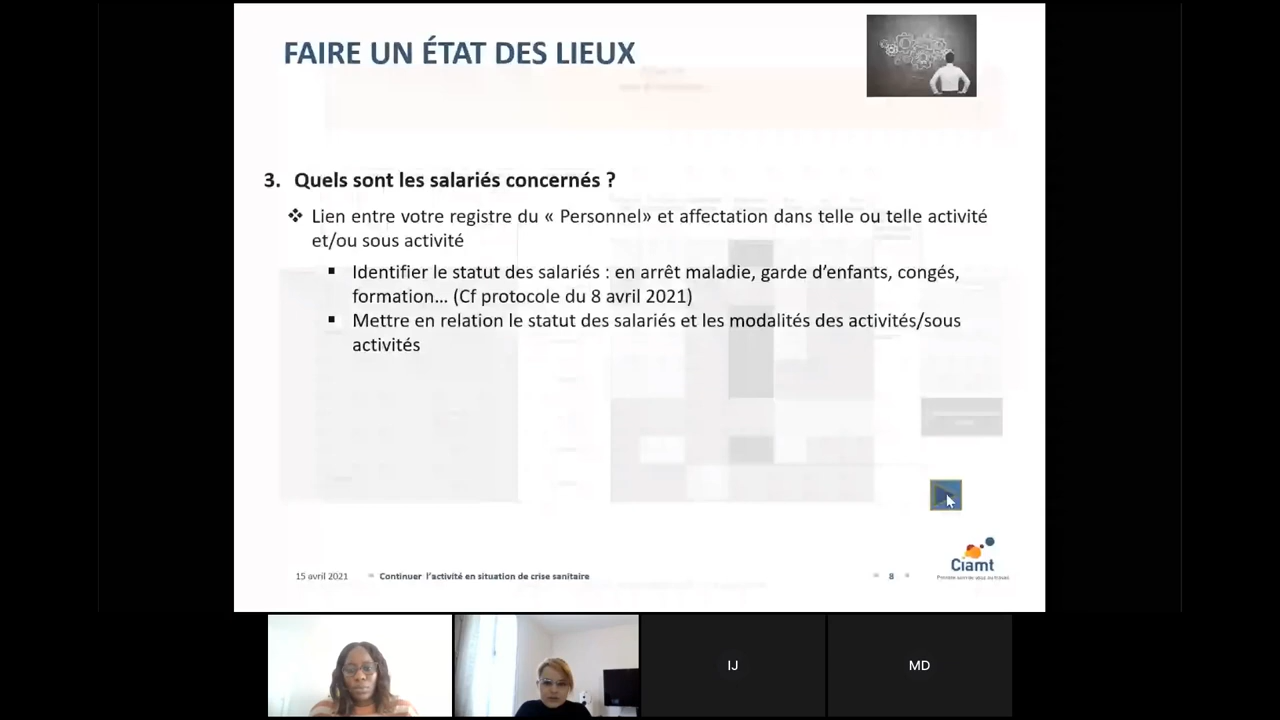 FAIRE UN ÉTAT DES LIEUX
3. Quels sont les salariés concernés ?
❖ Lien entre votre registre du « Personnel» et affectation dans telle ou telle activité
et/ou sous activité
▪ Identifier le statut des salariés : en arrêt maladie, garde d'enfants, congés,
formation... (Cf protocole du 8 avril 2021)
▪ Mettre en relation le statut des salariés et les modalités des activités/sous
activités
15 avril 2021
Continuer l'activité en situation de crise sanitaire
8
Ciamt
IJ
MD